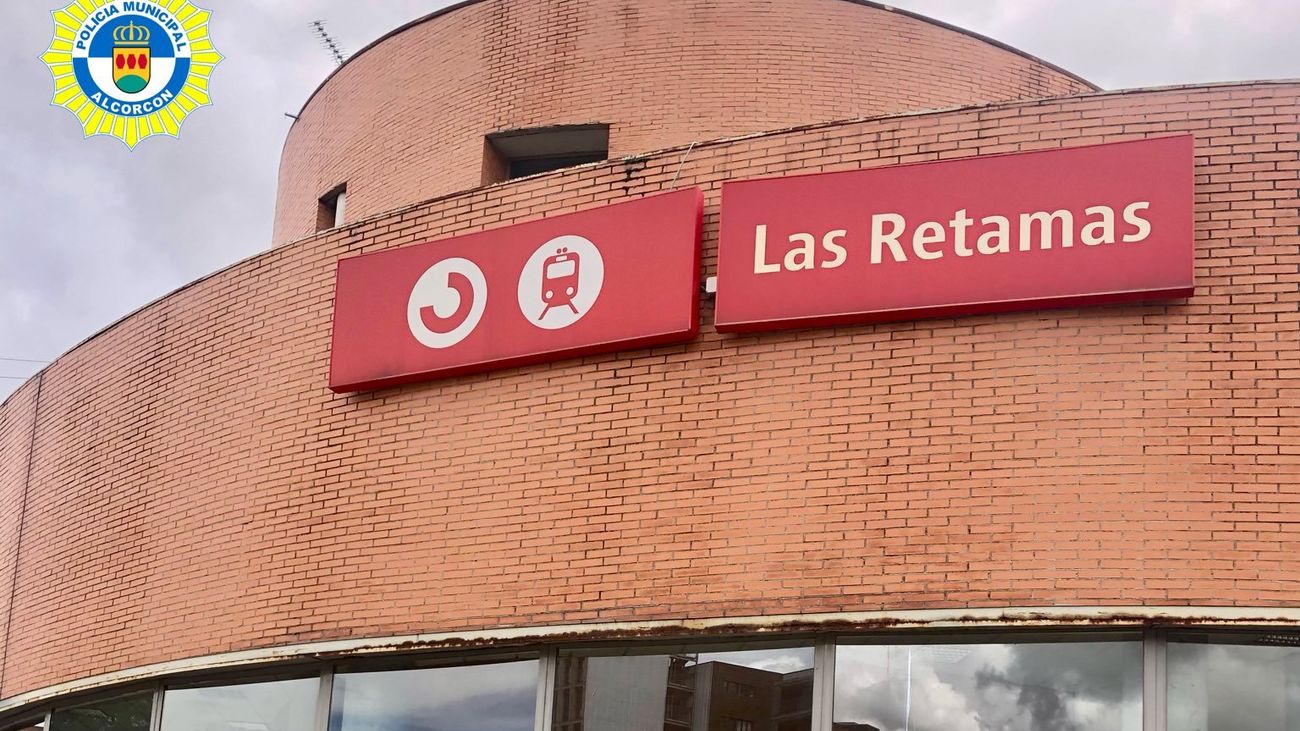 POLICIA MUNICIPAL
ALCORCON
Las Retamas